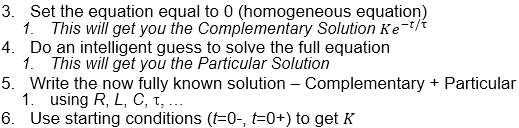 3. Set the equation equal to 0 (homogeneous equation)
1. This will get you the Complementary Solution 𝐾𝑒^{−𝑡/τ}
4. Do an intelligent guess to solve the full equation
1. This will get you the Particular Solution
5. Write the now fully known solution – Complementary + Particular
1. using R, L, C, τ, ...
6. Use starting conditions (t=0-, t=0+) to get K